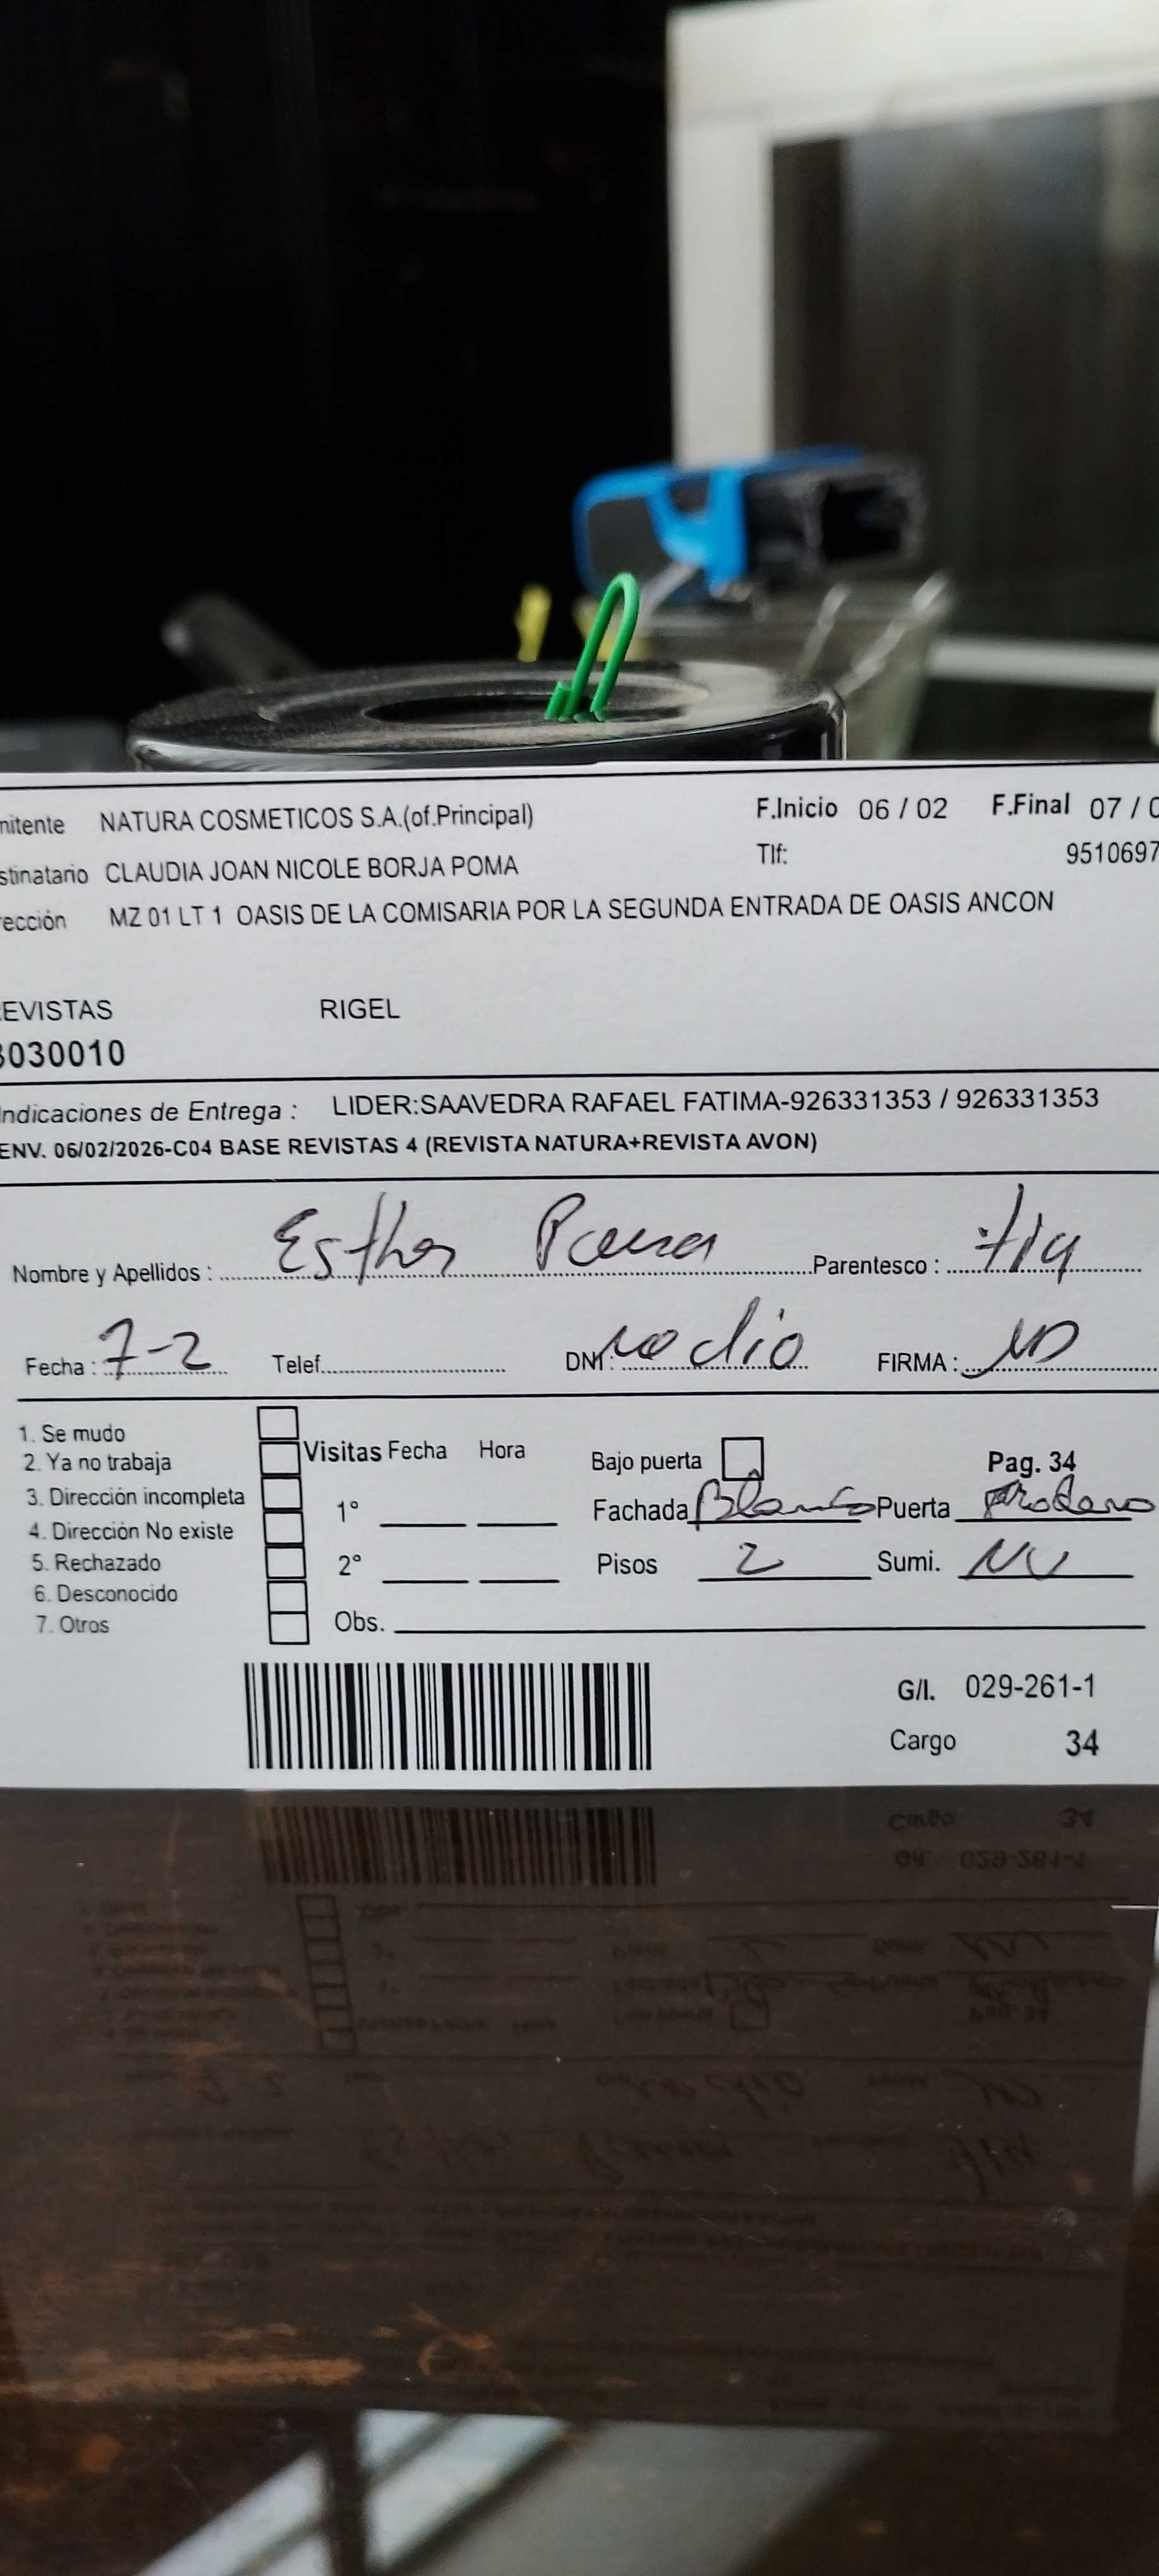 mitente NATURA COSMETICOS S.A.(of.Principal) F.Inicio 06 / 02 F.Final 07 / 0
stinatario CLAUDIA JOAN NICOLE BORJA POMA Tlf: 9510697
ección MZ 01 LT 1 OASIS DE LA COMISARIA POR LA SEGUNDA ENTRADA DE OASIS ANCON
EVISTAS RIGEL
3030010
Indicaciones de Entrega : LIDER:SAAVEDRA RAFAEL FATIMA-926331353 / 926331353
ENV. 06/02/2026-C04 BASE REVISTAS 4 (REVISTA NATURA+REVISTA AVON)
Nombre y Apellidos : Esther Parentesco : tia
Fecha : 7-2 Telef. DNI: no dio FIRMA : ND
1. Se mudo
2. Ya no trabaja
3. Dirección incompleta
4. Dirección No existe
5. Rechazado
6. Desconocido
7. Otros
Visitas Fecha Hora
1°
2°
Obs.
Bajo puerta Pag. 34
Fachada Blanco Puerta
Pisos 2 Sumi.
G/I. 029-261-1
Cargo 34